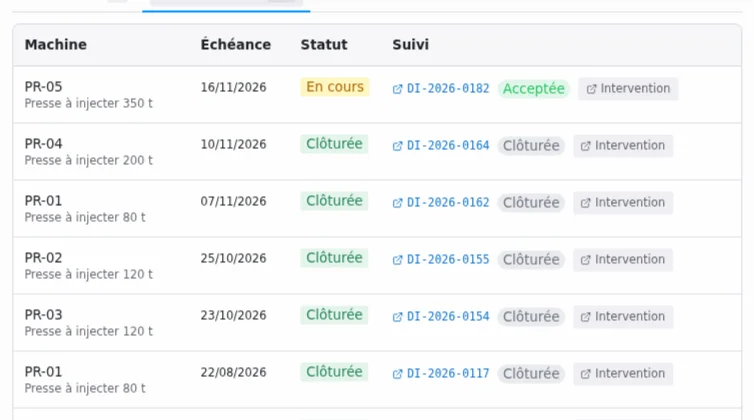 Machine Échéance Statut Suivi
PR-05 16/11/2026 En cours DI-2026-0182 Acceptée Intervention
Presse à injecter 350 t
PR-04 10/11/2026 Clôturée DI-2026-0164 Clôturée Intervention
Presse à injecter 200 t
PR-01 07/11/2026 Clôturée DI-2026-0162 Clôturée Intervention
Presse à injecter 80 t
PR-02 25/10/2026 Clôturée DI-2026-0155 Clôturée Intervention
Presse à injecter 120 t
PR-03 23/10/2026 Clôturée DI-2026-0154 Clôturée Intervention
Presse à injecter 120 t
PR-01 22/08/2026 Clôturée DI-2026-0117 Clôturée Intervention
Presse à injecter 80 t